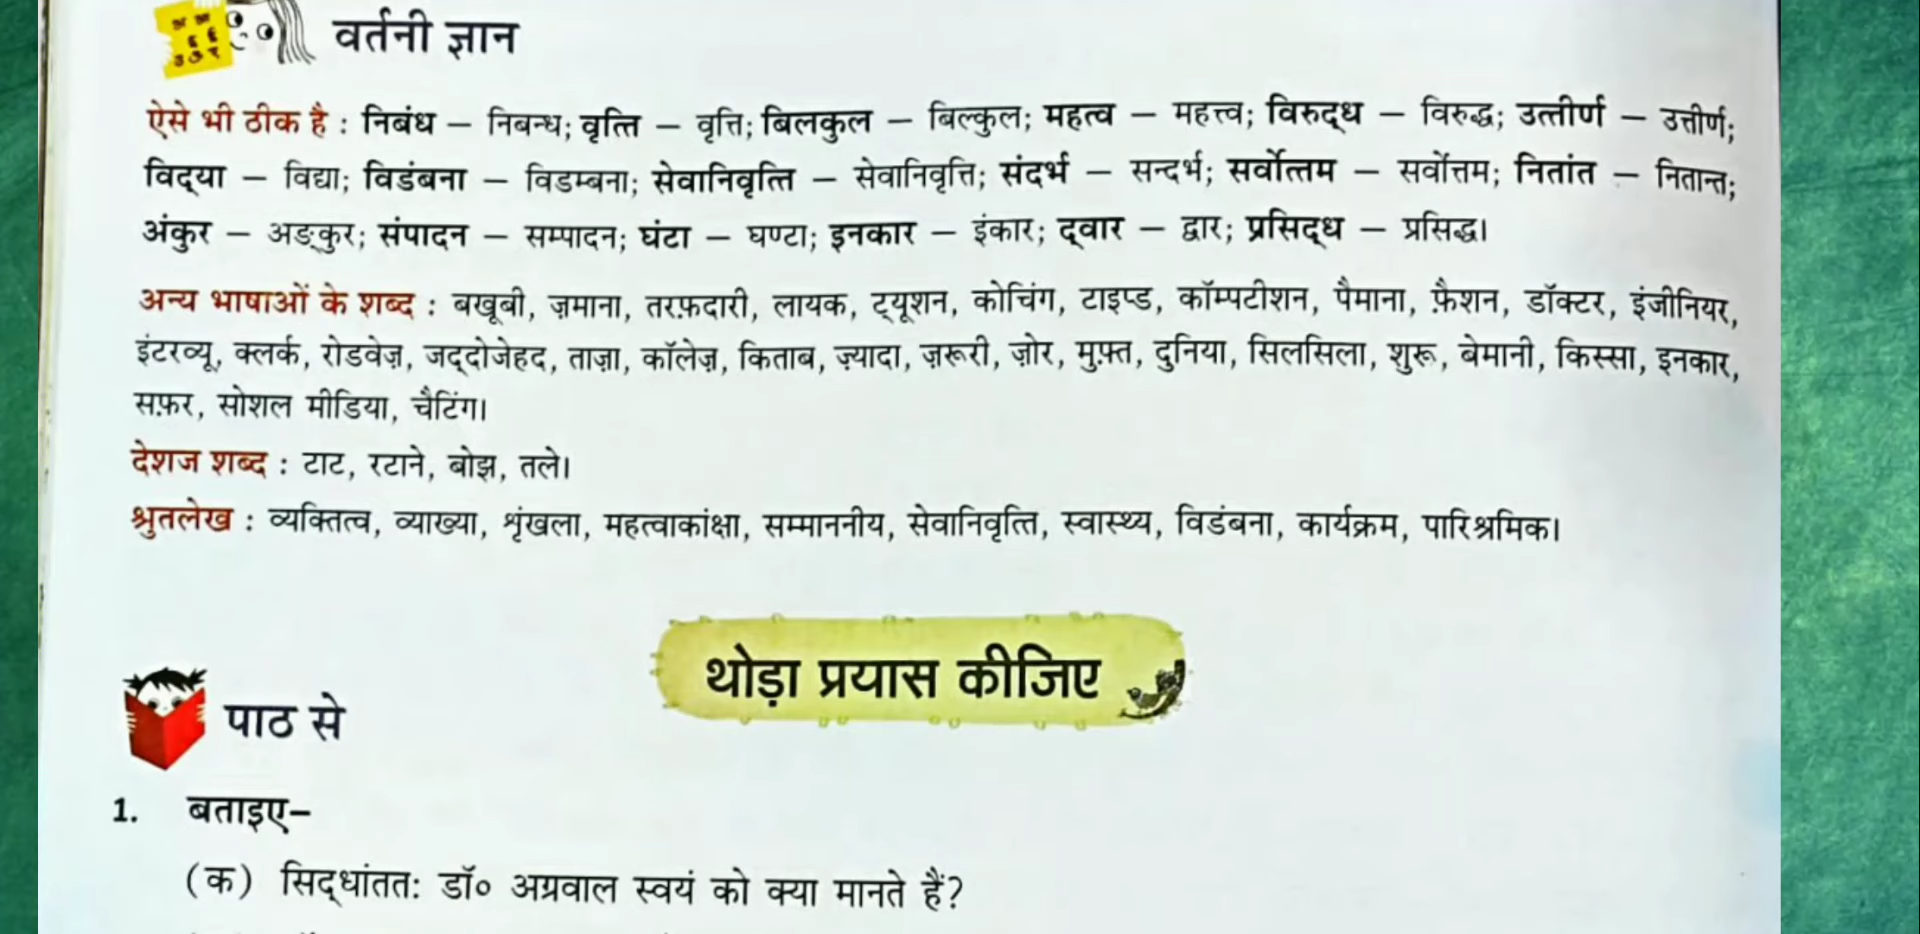 वर्तनी ज्ञान
ऐसे भी ठीक है : निबंध – निबन्ध; वृत्ति – वृत्ति; बिलकुल – बिल्कुल; महत्व – महत्त्व; विरुद्‌ध – विरुद्ध; उत्तीर्ण – उत्तीर्ण;
विद्‌या – विद्या; विडंबना – विडम्बना; सेवानिवृत्ति – सेवानिवृत्ति; संदर्भ – सन्दर्भ; सर्वोत्तम – सर्वोत्तम; नितांत – नितान्त;
अंकुर – अङ्कुर; संपादन – सम्पादन; घंटा – घण्टा; इनकार – इंकार; द्‌वार – द्वार; प्रसिद्‌ध – प्रसिद्ध।
अन्य भाषाओं के शब्द : बखूबी, ज़माना, तरफ़दारी, लायक, ट्यूशन, कोचिंग, टाइप्ड, कॉम्पटीशन, पैमाना, फ़ैशन, डॉक्टर, इंजीनियर,
इंटरव्यू, क्लर्क, रोडवेज़, जद्‌दोजेहद, ताज़ा, कॉलेज़, किताब, ज़्यादा, ज़रूरी, ज़ोर, मुफ़्त, दुनिया, सिलसिला, शुरू, बेमानी, किस्सा, इनकार,
सफ़र, सोशल मीडिया, चैटिंग।
देशज शब्द : टाट, रटाने, बोझ, तले।
श्रुतलेख : व्यक्तित्व, व्याख्या, शृंखला, महत्वाकांक्षा, सम्माननीय, सेवानिवृत्ति, स्वास्थ्य, विडंबना, कार्यक्रम, पारिश्रमिक।
थोड़ा प्रयास कीजिए
पाठ से
1. बताइए–
(क) सिद्‌धांतत: डॉ० अग्रवाल स्वयं को क्या मानते हैं?